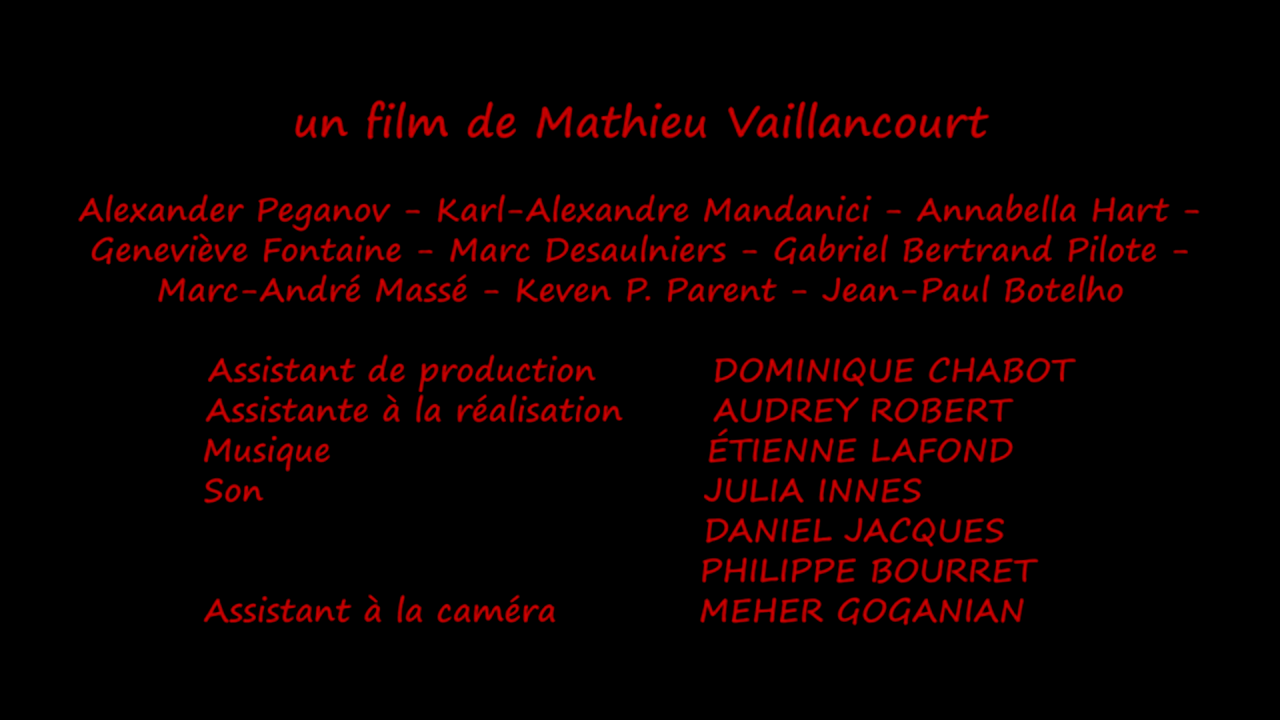 un film de Mathieu Vaillancourt
Alexander Peganov - Karl-Alexandre Mandanici - Annabella Hart -
Geneviève Fontaine - Marc Desaulniers - Gabriel Bertrand Pilote -
Marc-André Massé - Keven P. Parent - Jean-Paul Botelho
Assistant de production DOMINIQUE CHABOT
Assistante à la réalisation AUDREY ROBERT
Musique ÉTIENNE LAFOND
Son JULIA INNES
DANIEL JACQUES
PHILIPPE BOURRET
Assistant à la caméra MEHER GOGANIAN